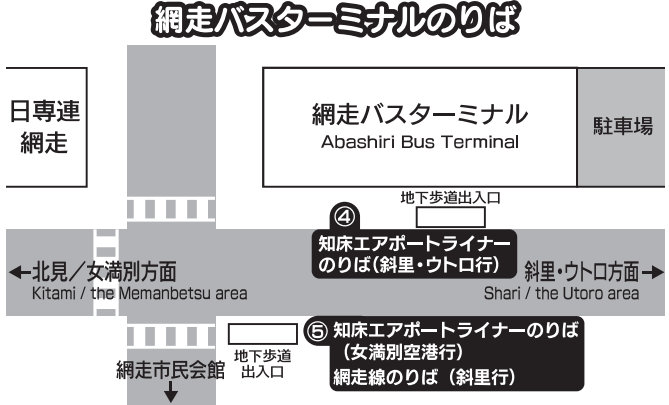 網走バスターミナルのりば
日専連
網走
網走バスターミナル
Abashiri Bus Terminal
駐車場
地下歩道出入口
④
知床エアポートライナー
のりば（斜里・ウトロ行）
←北見／女満別方面
Kitami / the Memanbetsu area
斜里・ウトロ方面→
Shari / the Utoro area
地下歩道
出入口
⑤知床エアポートライナーのりば
（女満別空港行）
網走線のりば（斜里行）
網走市民会館
↓